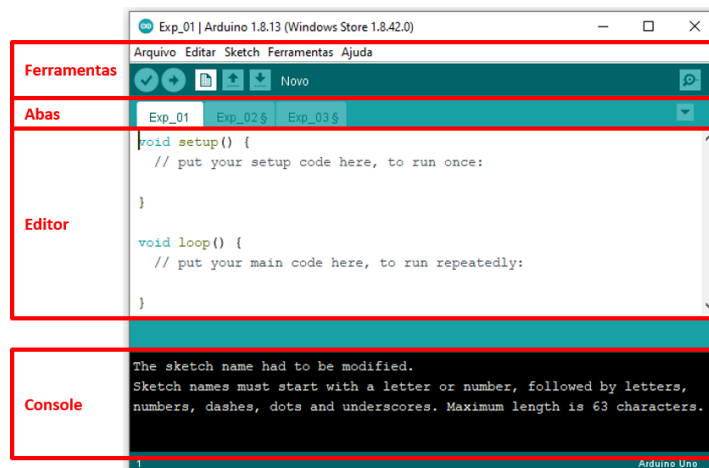 Exp_01 | Arduino 1.8.13 (Windows Store 1.8.42.0)
Arquivo Editar Sketch Ferramentas Ajuda
Ferramentas
Novo
Abas
Exp_01 Exp_02 § Exp_03 §
Editor
void setup() {
// put your setup code here, to run once:
}
void loop() {
// put your main code here, to run repeatedly:
}
Console
The sketch name had to be modified.
Sketch names must start with a letter or number, followed by letters,
numbers, dashes, dots and underscores. Maximum length is 63 characters.
1 Arduino Uno